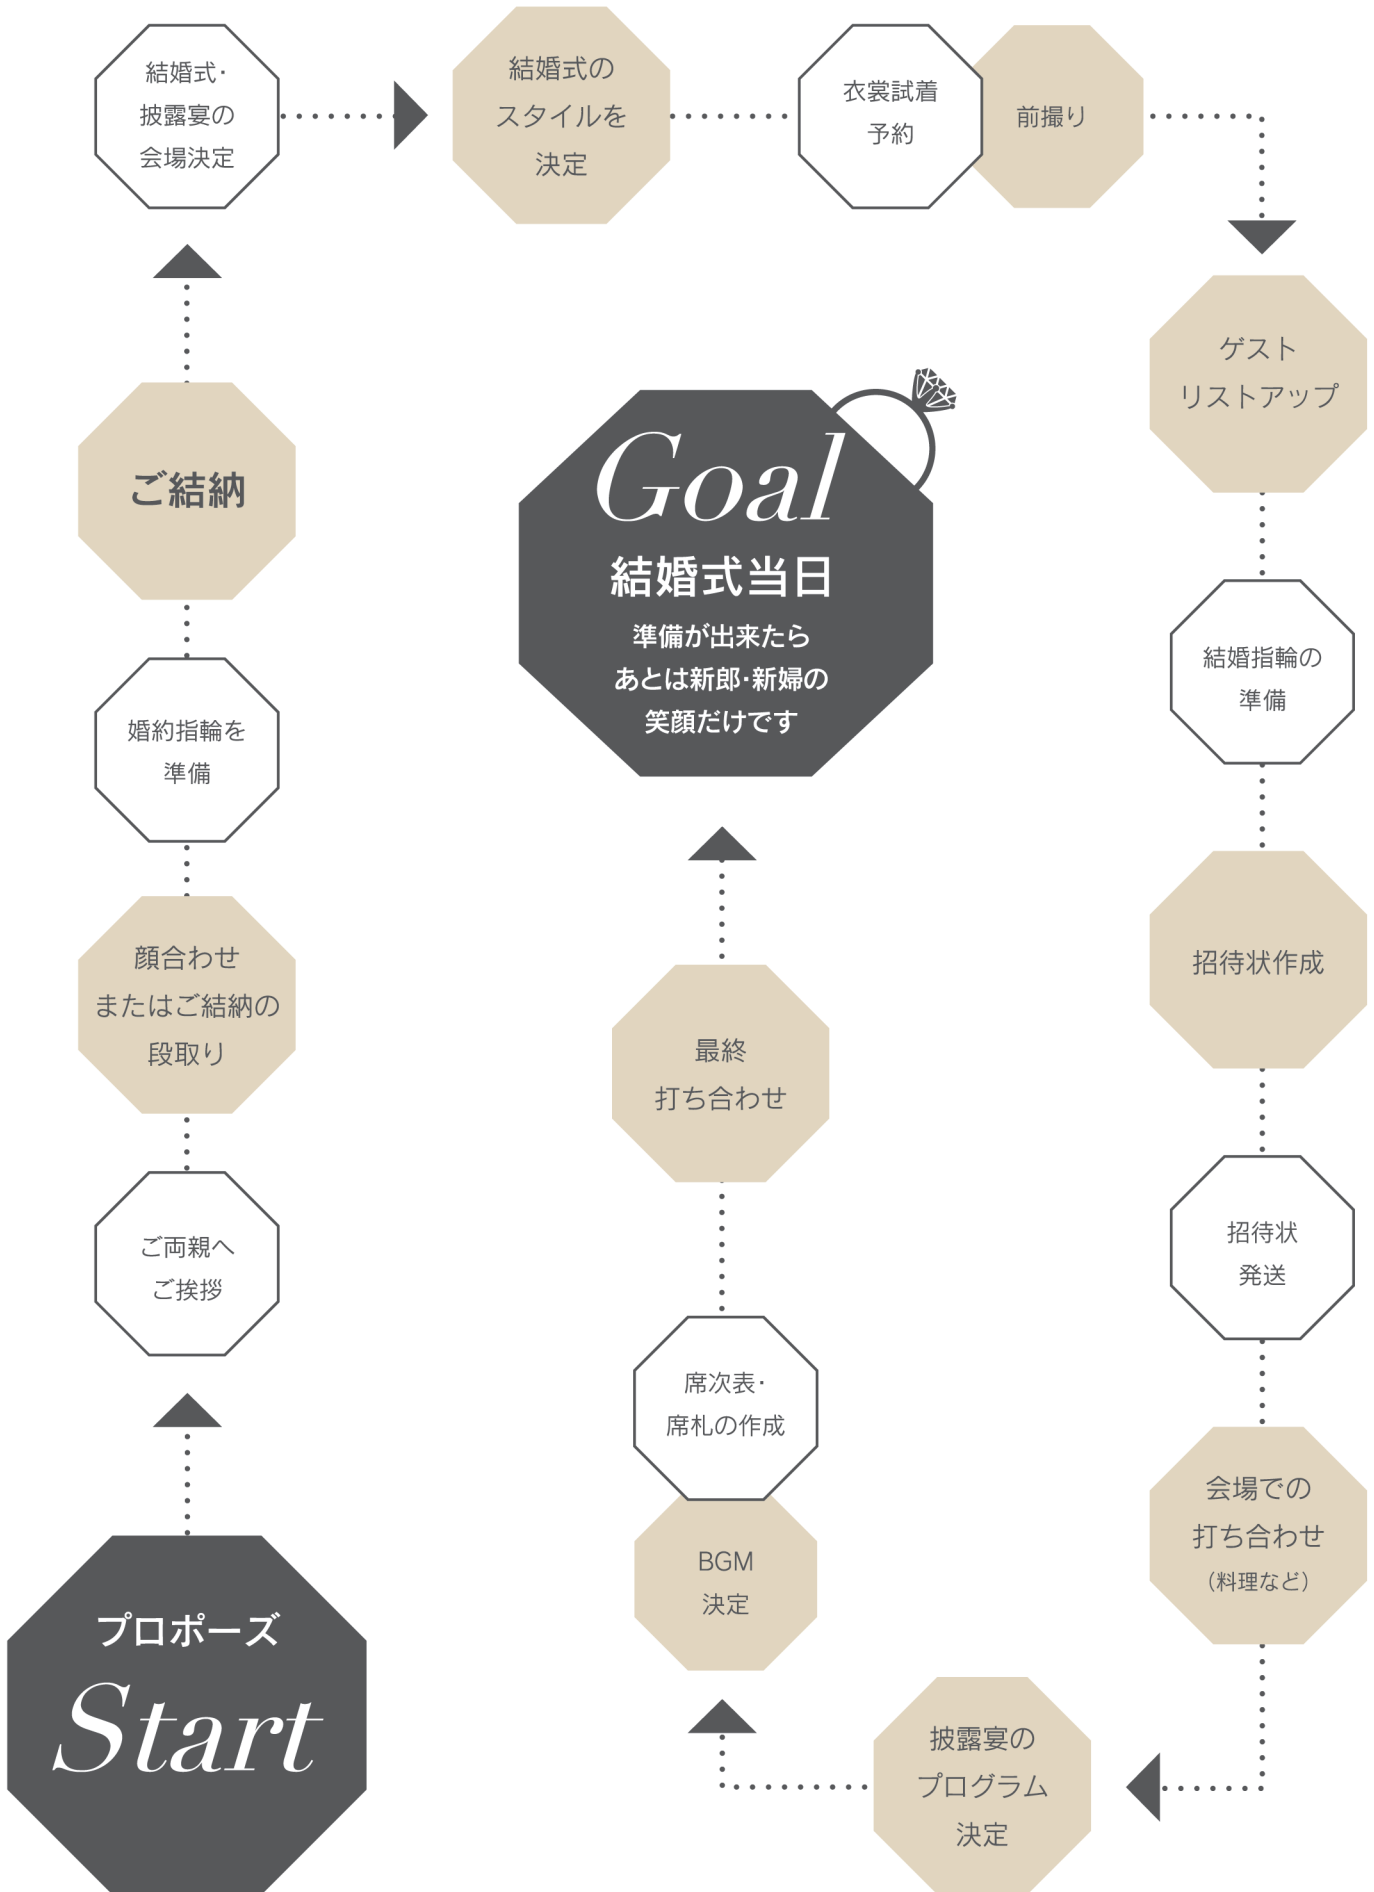 プロポーズ
Start
ご両親へ
ご挨拶
顔合わせ
またはご結納の
段取り
婚約指輪を
準備
ご結納
結婚式・
披露宴の
会場決定
結婚式の
スタイルを
決定
衣裳試着
予約
前撮り
ゲスト
リストアップ
結婚指輪の
準備
招待状作成
招待状
発送
会場での
打ち合わせ
（料理など）
披露宴の
プログラム
決定
BGM
決定
席次表・
席札の作成
最終
打ち合わせ
Goal
結婚式当日
準備が出来たら
あとは新郎・新婦の
笑顔だけです